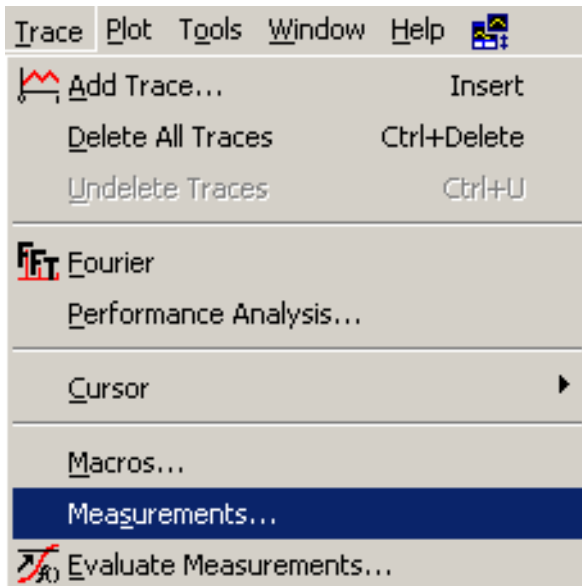 Trace Plot Tools Window Help
Add Trace... Insert
Delete All Traces Ctrl+Delete
Undelete Traces Ctrl+U
FFT Fourier
Performance Analysis...
Cursor
Macros...
Measurements...
f() Evaluate Measurements...